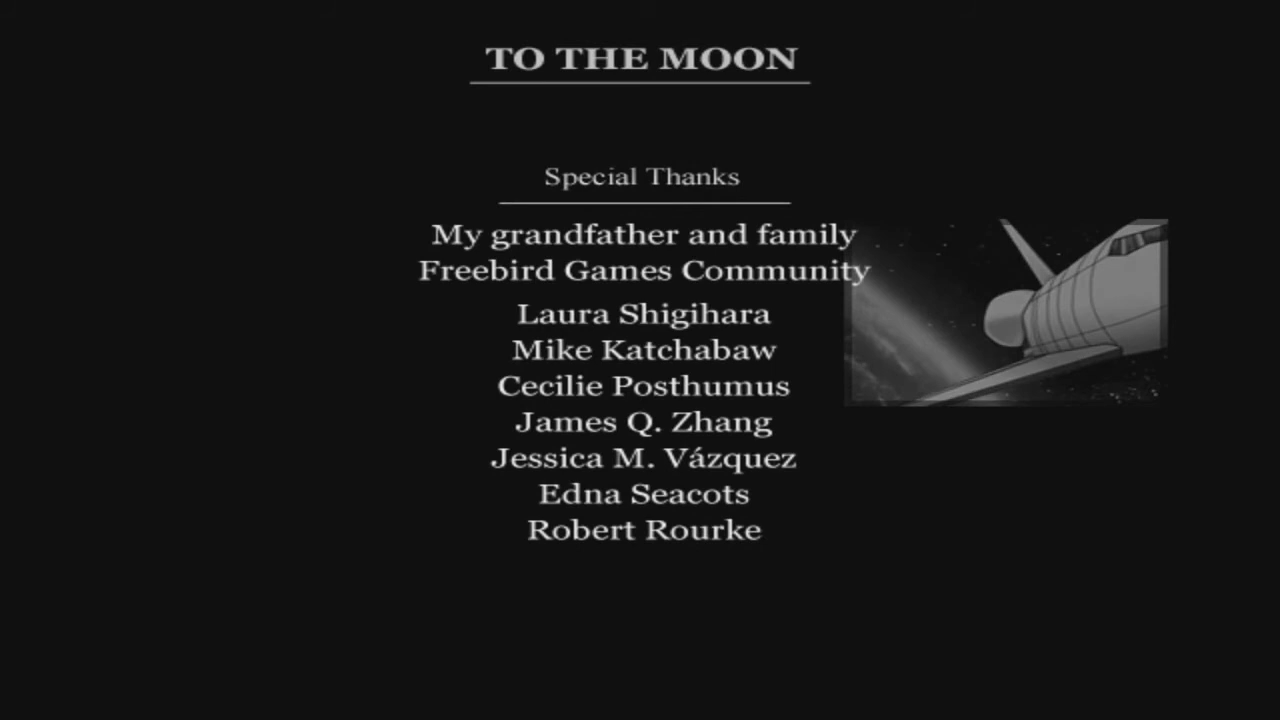 TO THE MOON
Special Thanks
My grandfather and family
Freebird Games Community
Laura Shigihara
Mike Katchabaw
Cecilie Posthumus
James Q. Zhang
Jessica M. Vázquez
Edna Seacots
Robert Rourke